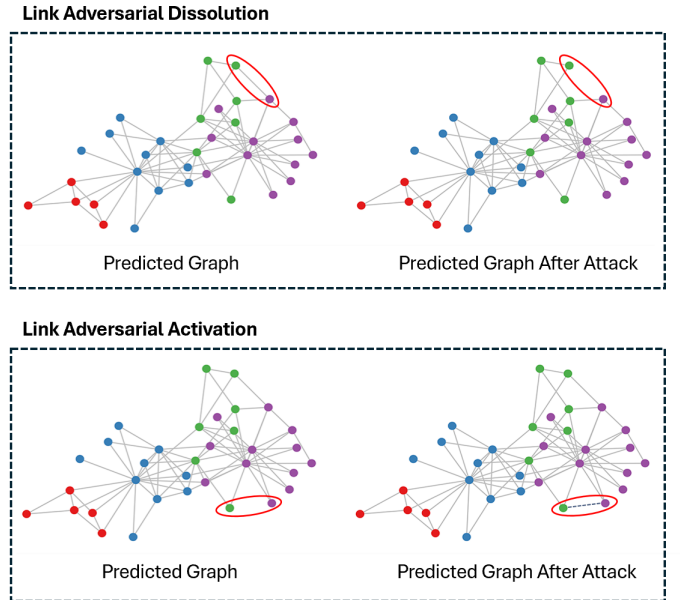 Link Adversarial Dissolution
Predicted Graph
Predicted Graph After Attack
Link Adversarial Activation
Predicted Graph
Predicted Graph After Attack